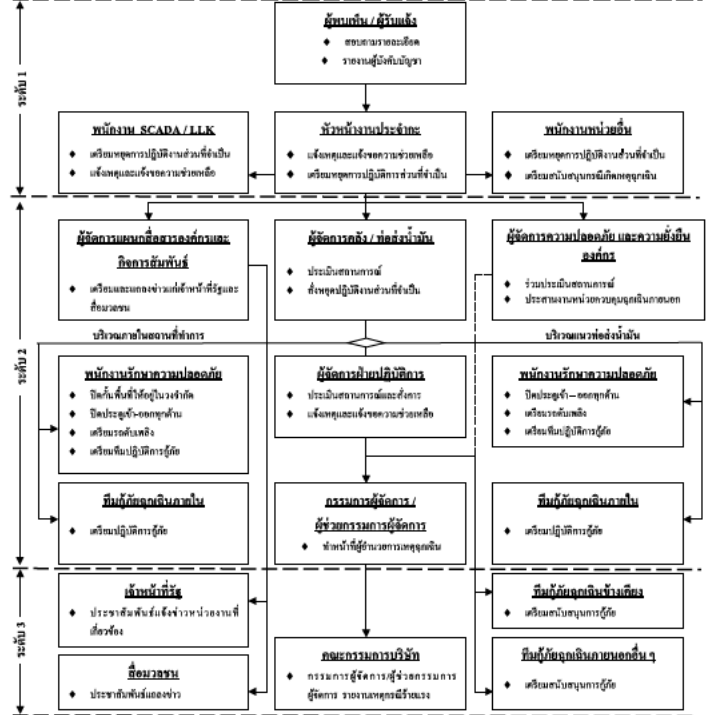 ระดับ 1
ผู้พบเห็น / ผู้รับแจ้ง
♦ สอบถามรายละเอียด
♦ รายงานผู้บังคับบัญชา
พนักงาน SCADA / LLK
♦ เตรียมหยุดการปฏิบัติงานส่วนที่จำเป็น
♦ แจ้งเหตุและแจ้งขอความช่วยเหลือ
หัวหน้างานประจำกะ
♦ แจ้งเหตุและแจ้งขอความช่วยเหลือ
♦ เตรียมหยุดการปฏิบัติการส่วนที่จำเป็น
พนักงานหน่วยอื่น
♦ เตรียมหยุดการปฏิบัติงานส่วนที่จำเป็น
♦ เตรียมสนับสนุนกรณีเกิดเหตุฉุกเฉิน
ระดับ 2
ผู้จัดการแผนกสื่อสารองค์กรและ
กิจการสัมพันธ์
♦ เตรียมและแถลงข่าวแก่เจ้าหน้าที่รัฐและ
สื่อมวลชน
ผู้จัดการคลัง / ท่อส่งน้ำมัน
♦ ประเมินสถานการณ์
♦ สั่งหยุดปฏิบัติงานส่วนที่จำเป็น
ผู้จัดการความปลอดภัย และความยั่งยืน
องค์กร
♦ ร่วมประเมินสถานการณ์
♦ ประสานงานหน่วยควบคุมฉุกเฉินภายนอก
บริเวณภายในสถานที่ทำการ
บริเวณแนวท่อส่งน้ำมัน
พนักงานรักษาความปลอดภัย
♦ ปิดกั้นพื้นที่ให้อยู่ในวงจำกัด
♦ ปิดประตูเข้า-ออกทุกด้าน
♦ เตรียมรถดับเพลิง
♦ เตรียมทีมปฏิบัติการกู้ภัย
ผู้จัดการฝ่ายปฏิบัติการ
♦ ประเมินสถานการณ์และสั่งการ
♦ แจ้งเหตุและแจ้งขอความช่วยเหลือ
พนักงานรักษาความปลอดภัย
♦ ปิดประตูเข้า–ออกทุกด้าน
♦ เตรียมรถดับเพลิง
♦ เตรียมทีมปฏิบัติการกู้ภัย
ทีมกู้ภัยฉุกเฉินภายใน
♦ เตรียมปฏิบัติการกู้ภัย
กรรมการผู้จัดการ /
ผู้ช่วยกรรมการผู้จัดการ
♦ ทำหน้าที่ผู้อำนวยการเหตุฉุกเฉิน
ทีมกู้ภัยฉุกเฉินภายใน
♦ เตรียมปฏิบัติการกู้ภัย
ระดับ 3
เจ้าหน้าที่รัฐ
♦ ประชาสัมพันธ์แจ้งข่าวหน่วยงานที่
เกี่ยวข้อง
ทีมกู้ภัยฉุกเฉินข้างเคียง
♦ เตรียมสนับสนุนการกู้ภัย
สื่อมวลชน
♦ ประชาสัมพันธ์แถลงข่าว
คณะกรรมการบริษัท
♦ กรรมการผู้จัดการ/ผู้ช่วยกรรมการ
ผู้จัดการ รายงานเหตุกรณีร้ายแรง
ทีมกู้ภัยฉุกเฉินภายนอกอื่น ๆ
♦ เตรียมสนับสนุนการกู้ภัย